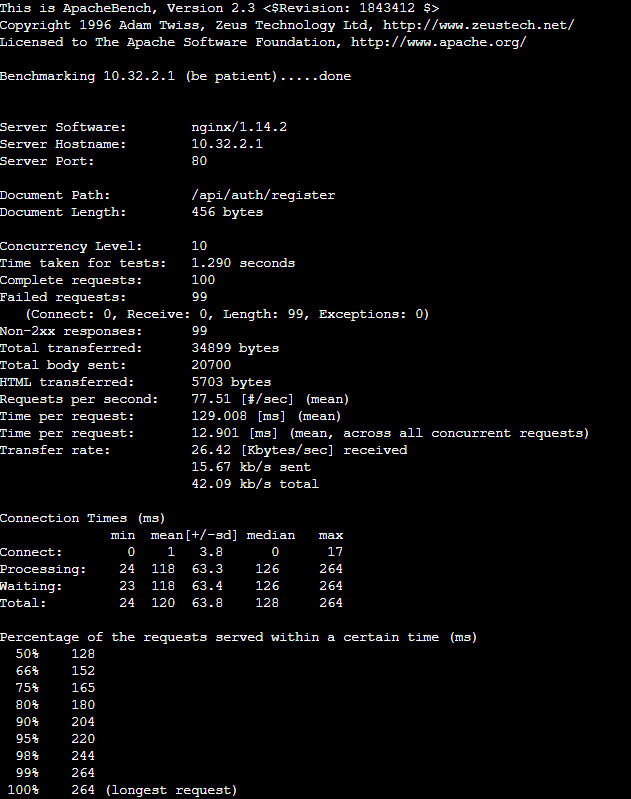 This is ApacheBench, Version 2.3 <$Revision: 1843412 $>
Copyright 1996 Adam Twiss, Zeus Technology Ltd, http://www.zeustech.net/
Licensed to The Apache Software Foundation, http://www.apache.org/
Benchmarking 10.32.2.1 (be patient).....done
Server Software: nginx/1.14.2
Server Hostname: 10.32.2.1
Server Port: 80
Document Path: /api/auth/register
Document Length: 456 bytes
Concurrency Level: 10
Time taken for tests: 1.290 seconds
Complete requests: 100
Failed requests: 99
(Connect: 0, Receive: 0, Length: 99, Exceptions: 0)
Non-2xx responses: 99
Total transferred: 34899 bytes
Total body sent: 20700
HTML transferred: 5703 bytes
Requests per second: 77.51 [#/sec] (mean)
Time per request: 129.008 [ms] (mean)
Time per request: 12.901 [ms] (mean, across all concurrent requests)
Transfer rate: 26.42 [Kbytes/sec] received
15.67 kb/s sent
42.09 kb/s total
Connection Times (ms)
min mean[+/-sd] median max
Connect: 0 1 3.8 0 17
Processing: 24 118 63.3 126 264
Waiting: 23 118 63.4 126 264
Total: 24 120 63.8 128 264
Percentage of the requests served within a certain time (ms)
50% 128
66% 152
75% 165
80% 180
90% 204
95% 220
98% 244
99% 264
100% 264 (longest request)